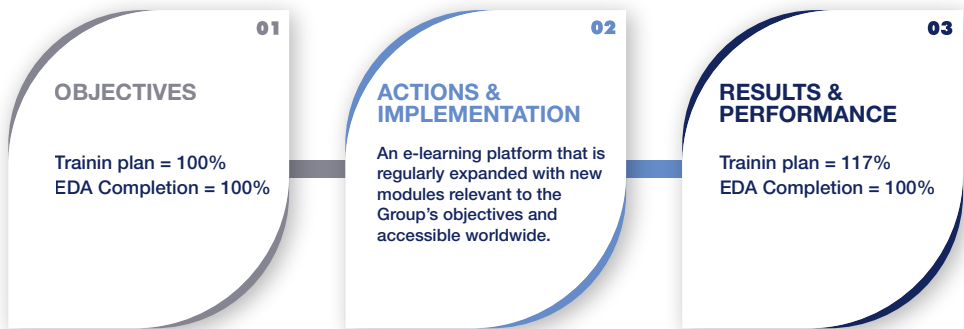 01
OBJECTIVES
Trainin plan = 100%
EDA Completion = 100%
02
ACTIONS &
IMPLEMENTATION
An e-learning platform that is
regularly expanded with new
modules relevant to the
Group's objectives and
accessible worldwide.
03
RESULTS &
PERFORMANCE
Trainin plan = 117%
EDA Completion = 100%